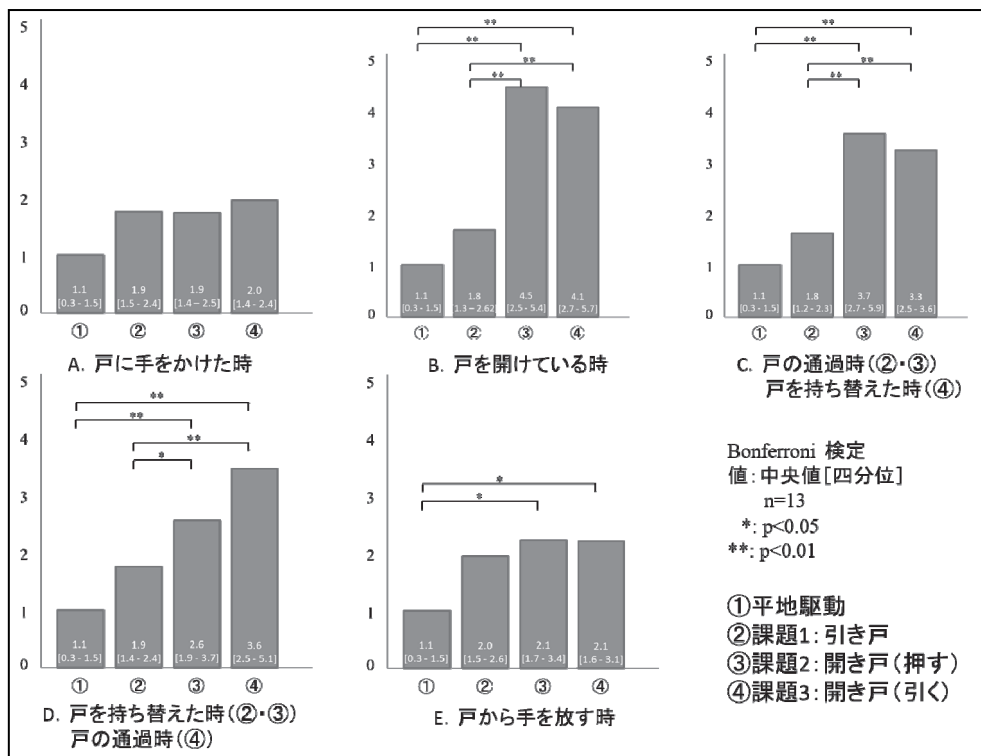 5
4
3
2
1
0
1.1
[0.3 - 1.5]
1.9
[1.5 - 2.4]
1.9
[1.4 – 2.5]
2.0
[1.4 - 2.4]
① ② ③ ④
A. 戸に手をかけた時
**
**
**
**
5
4
3
2
1
0
1.1
[0.3 - 1.5]
1.8
[1.3 – 2.62]
4.5
[2.5 - 5.4]
4.1
[2.7 - 5.7]
① ② ③ ④
B. 戸を開けている時
**
**
**
**
5
4
3
2
1
0
1.1
[0.3 - 1.5]
1.8
[1.2 - 2.3]
3.7
[2.7 - 5.9]
3.3
[2.5 - 3.6]
① ② ③ ④
C. 戸の通過時(②・③)
戸を持ち替えた時(④)
**
**
**
*
5
4
3
2
1
0
1.1
[0.3 - 1.5]
1.9
[1.4 - 2.4]
2.6
[1.9 - 3.7]
3.6
[2.5 - 5.1]
① ② ③ ④
D. 戸を持ち替えた時(②・③)
戸の通過時(④)
*
*
5
4
3
2
1
0
1.1
[0.3 - 1.5]
2.0
[1.5 - 2.6]
2.1
[1.7 - 3.4]
2.1
[1.6 - 3.1]
① ② ③ ④
E. 戸から手を放す時
Bonferroni 検定
値：中央値[四分位]
n=13
*: p<0.05
**: p<0.01
①平地駆動
②課題1：引き戸
③課題2：開き戸(押す)
④課題3：開き戸(引く)